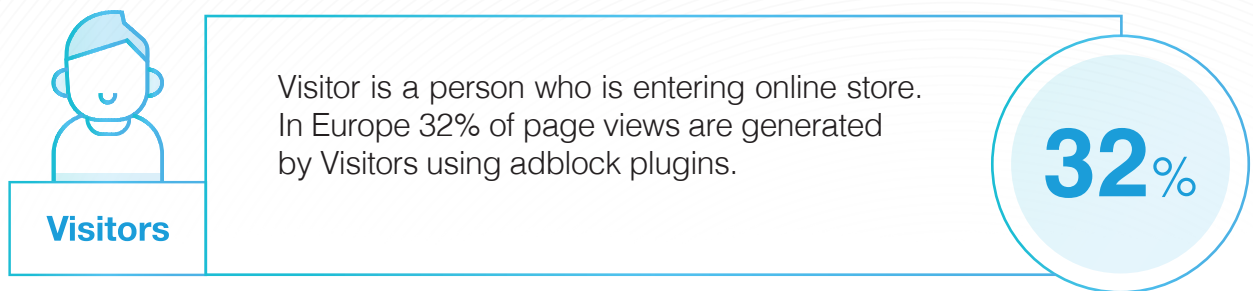 Visitor is a person who is entering online store.
In Europe 32% of page views are generated
by Visitors using adblock plugins.
32%
Visitors